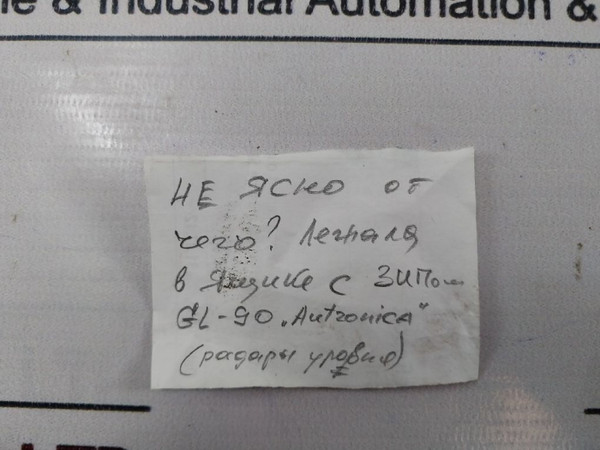 & Industrial Automation &
НЕ ЯСНО ОТ
чего? Лежала
в ящике с ЗИПом
GL-90 „Autronica"
(радары уровня)